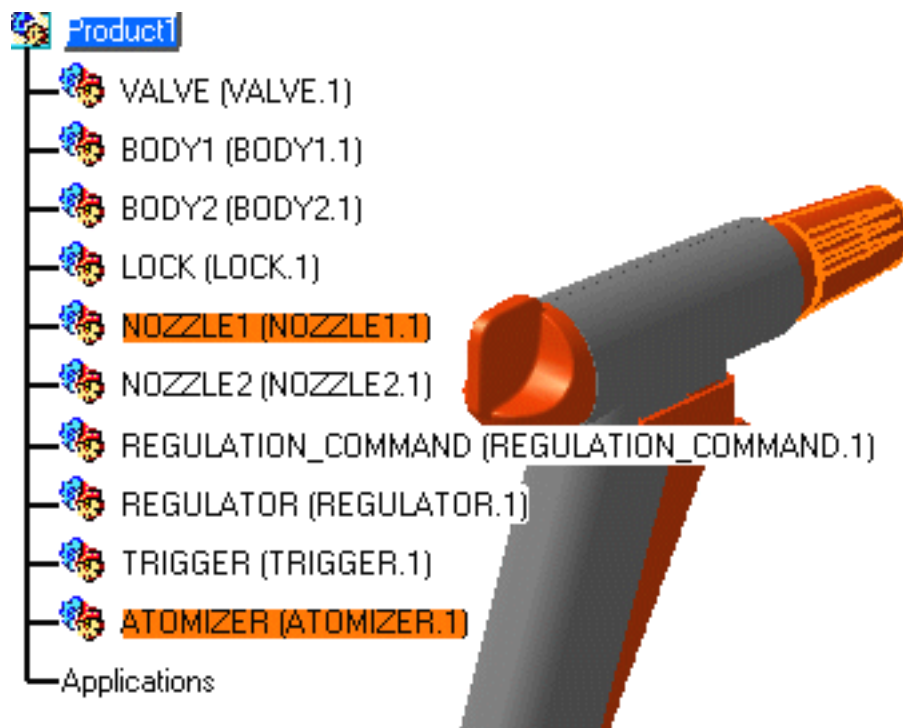 Product1
VALVE (VALVE.1)
BODY1 (BODY1.1)
BODY2 (BODY2.1)
LOCK (LOCK.1)
NOZZLE1 (NOZZLE1.1)
NOZZLE2 (NOZZLE2.1)
REGULATION_COMMAND (REGULATION_COMMAND.1)
REGULATOR (REGULATOR.1)
TRIGGER (TRIGGER.1)
ATOMIZER (ATOMIZER.1)
Applications